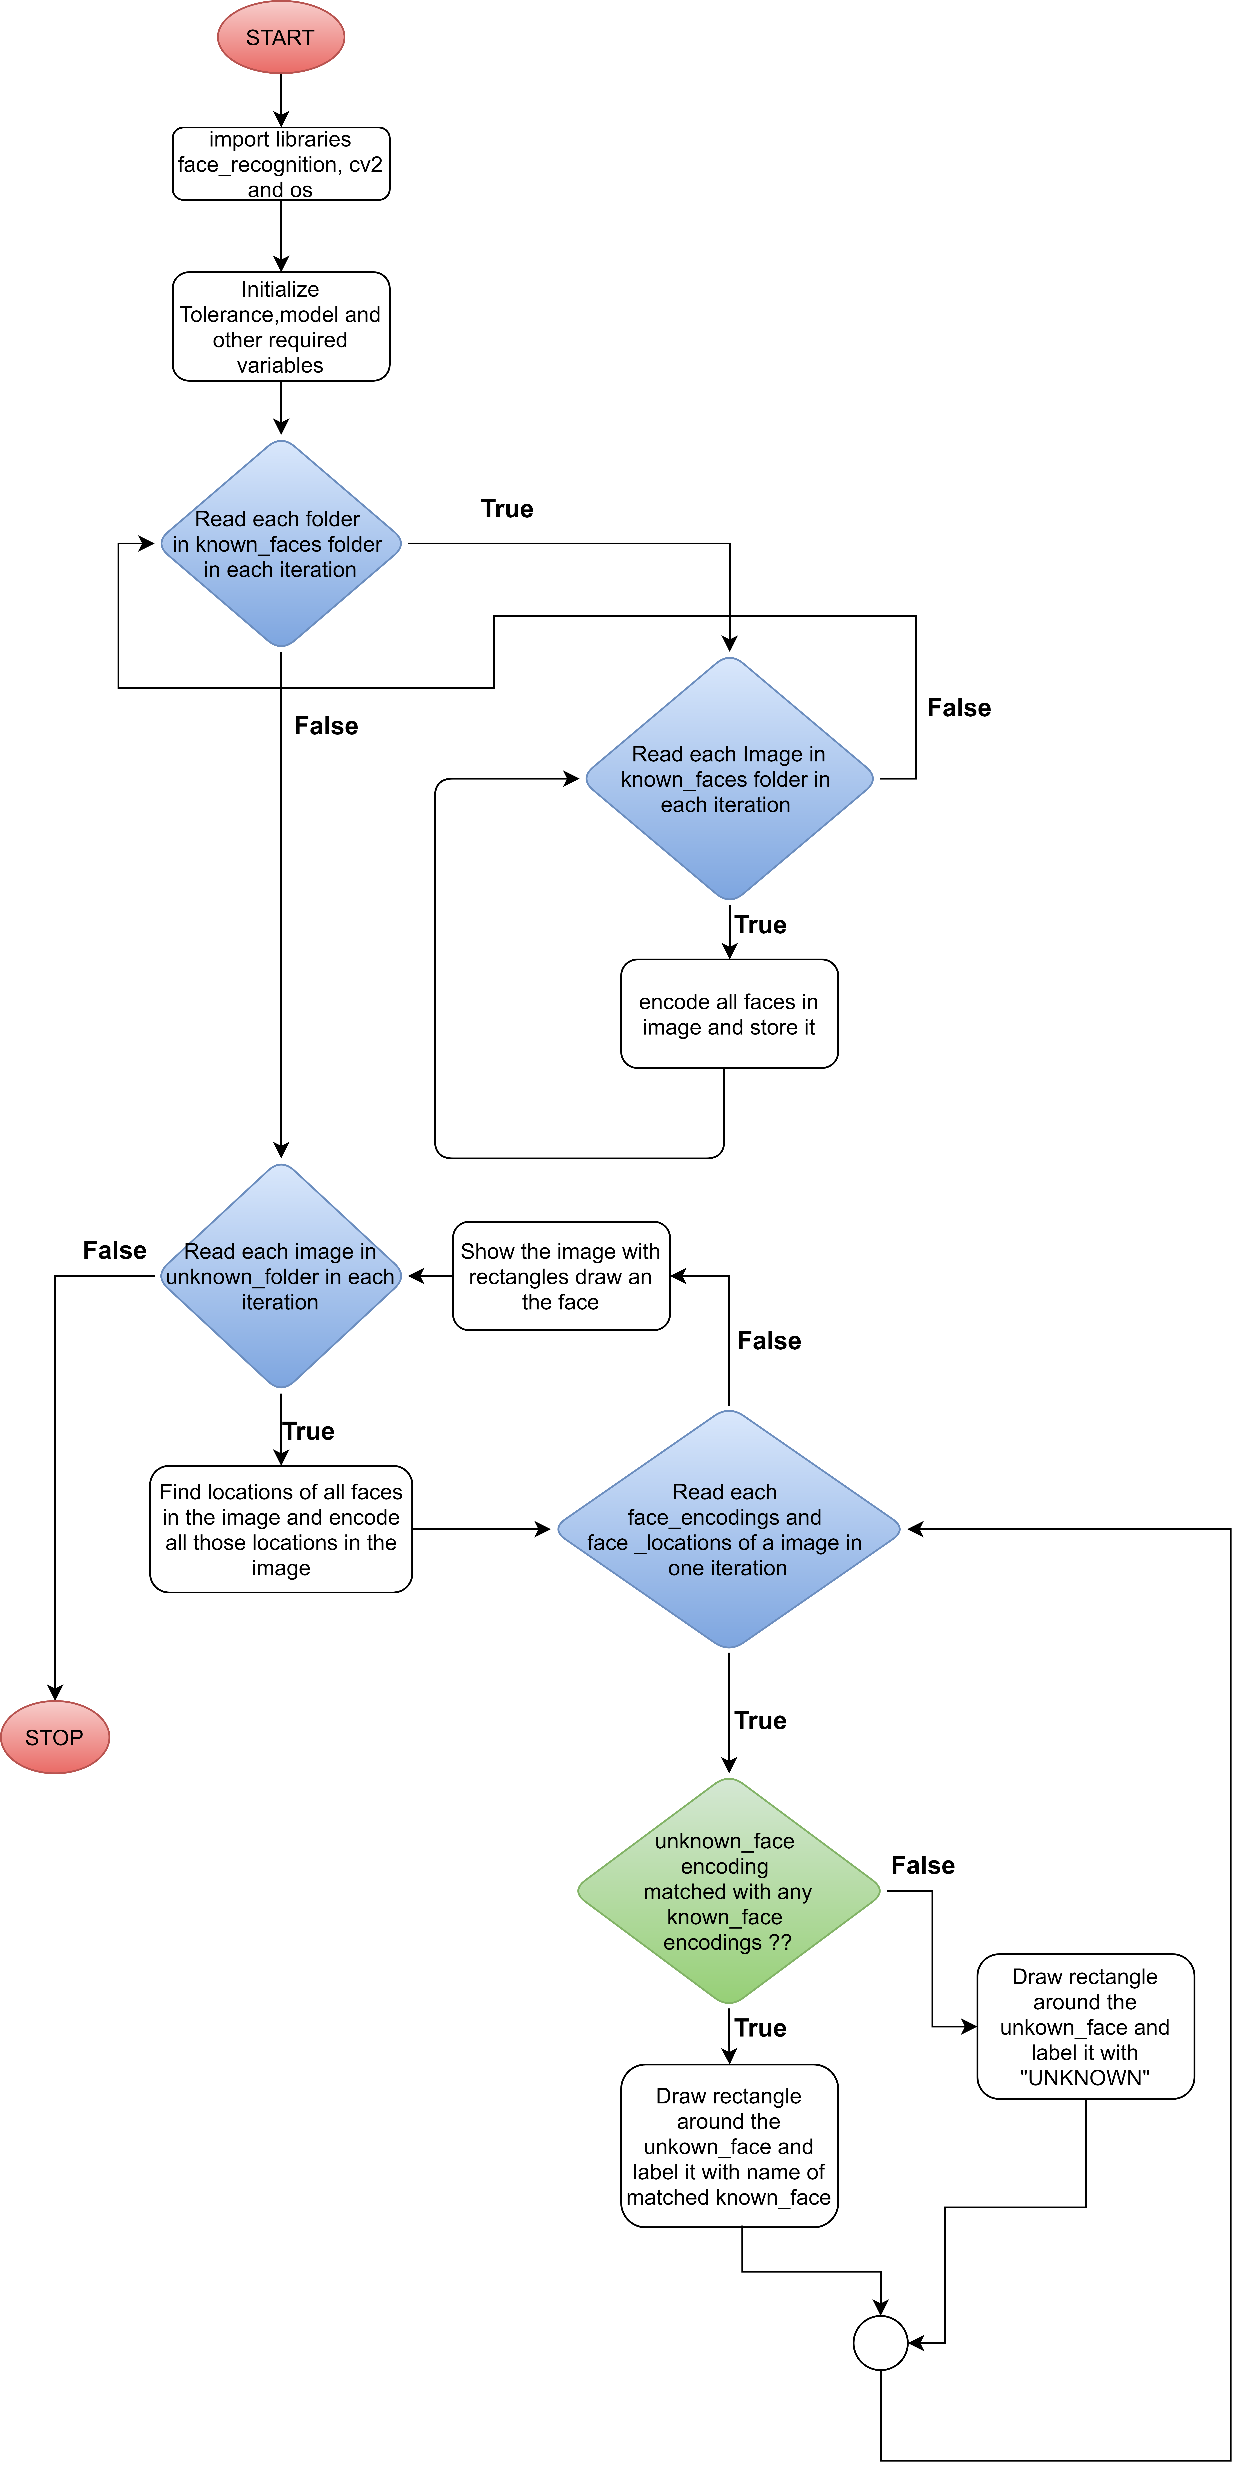 START
import libraries
face_recognition, cv2
and os
Initialize
Tolerance,model and
other required
variables
Read each folder
in known_faces folder
in each iteration
True
False
Read each Image in
known_faces folder in
each iteration
False
True
encode all faces in
image and store it
False
Read each image in
unknown_folder in each
iteration
Show the image with
rectangles draw an
the face
False
True
Find locations of all faces
in the image and encode
all those locations in the
image
Read each
face_encodings and
face _locations of a image in
one iteration
STOP
True
unknown_face
encoding
matched with any
known_face
encodings ??
False
True
Draw rectangle
around the
unkown_face and
label it with
"UNKNOWN"
Draw rectangle
around the
unkown_face and
label it with name of
matched known_face